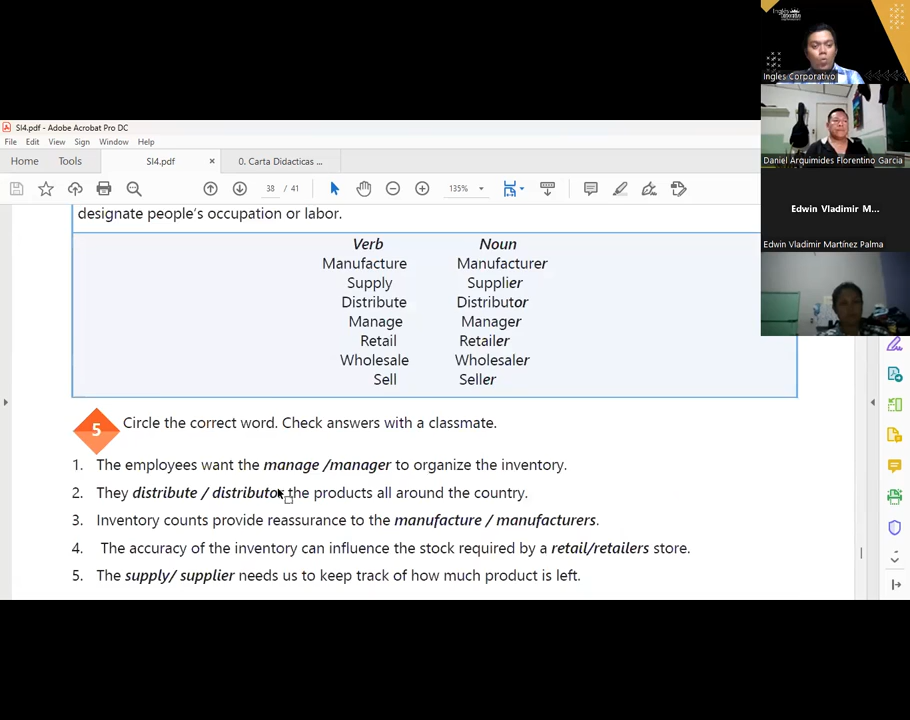 SI4.pdf - Adobe Acrobat Pro DC
File Edit View Sign Window Help
Home Tools SI4.pdf × 0. Carta Didacticas ...
38 / 41 135%
designate people's occupation or labor.
Verb Noun
Manufacture Manufacturer
Supply Supplier
Distribute Distributor
Manage Manager
Retail Retailer
Wholesale Wholesaler
Sell Seller
5 Circle the correct word. Check answers with a classmate.
1. The employees want the manage /manager to organize the inventory.
2. They distribute / distributor the products all around the country.
3. Inventory counts provide reassurance to the manufacture / manufacturers.
4. The accuracy of the inventory can influence the stock required by a retail/retailers store.
5. The supply/ supplier needs us to keep track of how much product is left.
Ingles Corporativo
Daniel Arquimides Florentino Garcia
Edwin Vladimir M...
Edwin Vladimir Martínez Palma